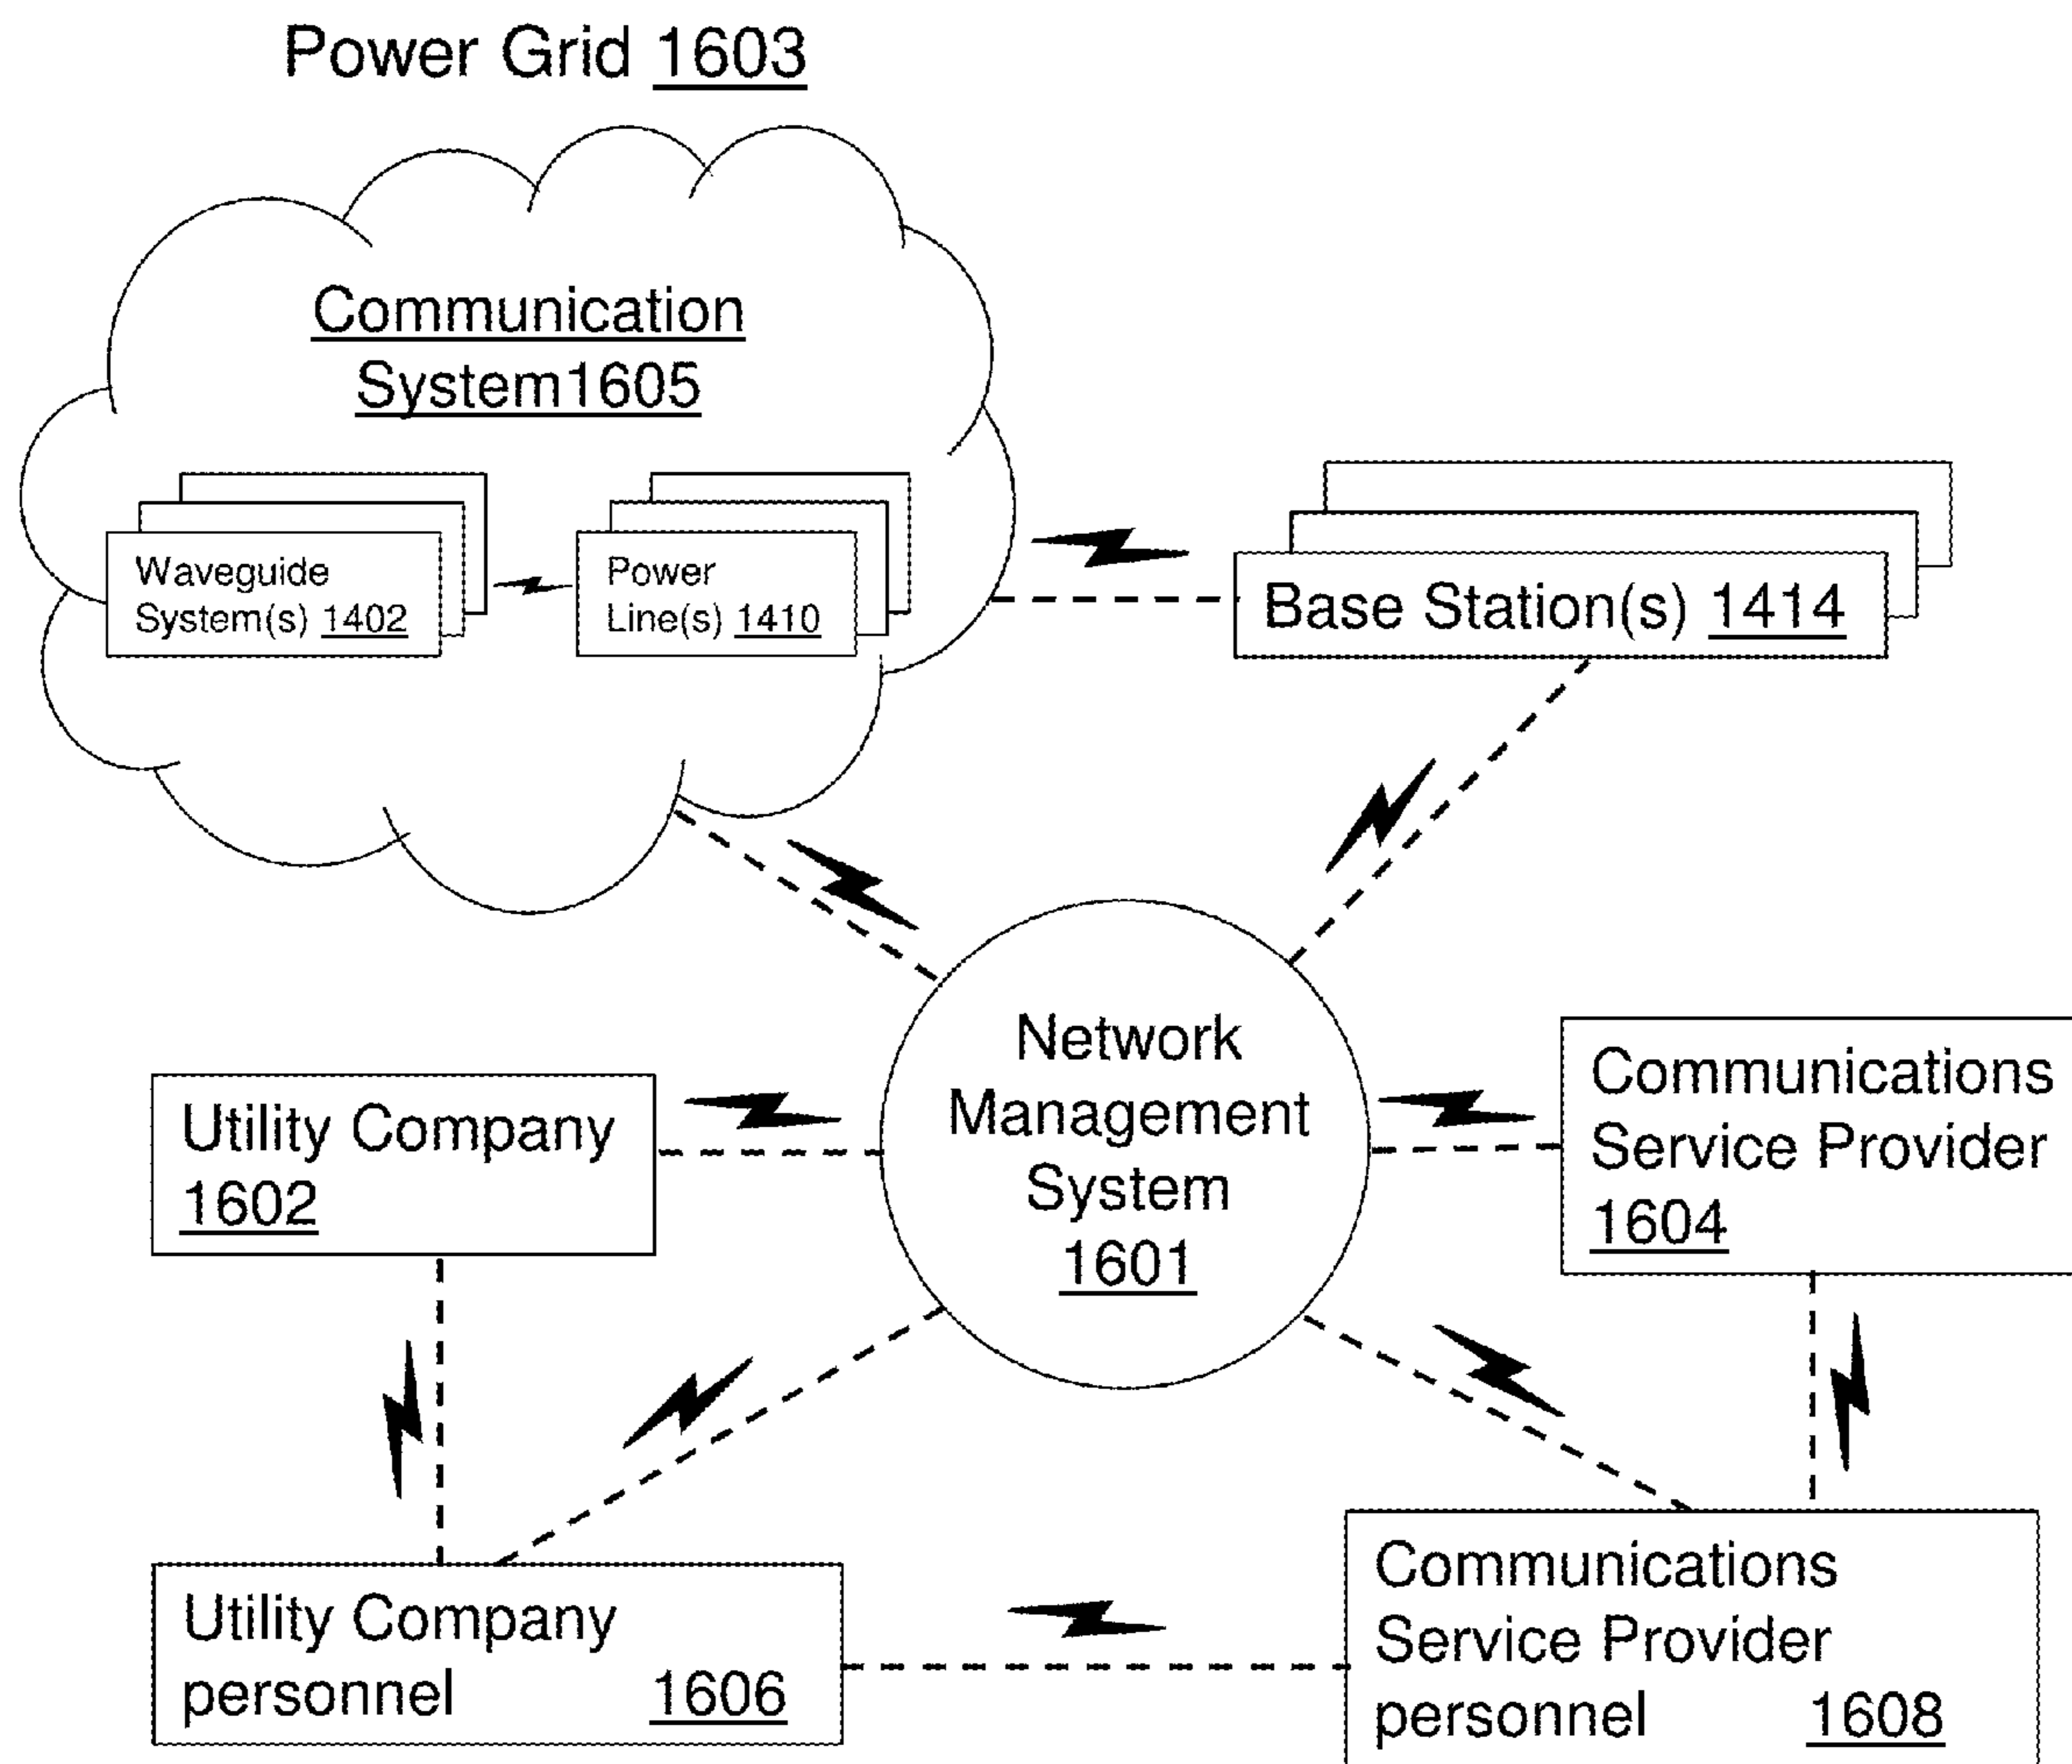 Power Grid 1603
Communication
System1605
Waveguide
System(s) 1402
Power
Line(s) 1410
Base Station(s) 1414
Network
Management
System
1601
Utility Company
1602
Communications
Service Provider
1604
Utility Company
personnel 1606
Communications
Service Provider
personnel 1608